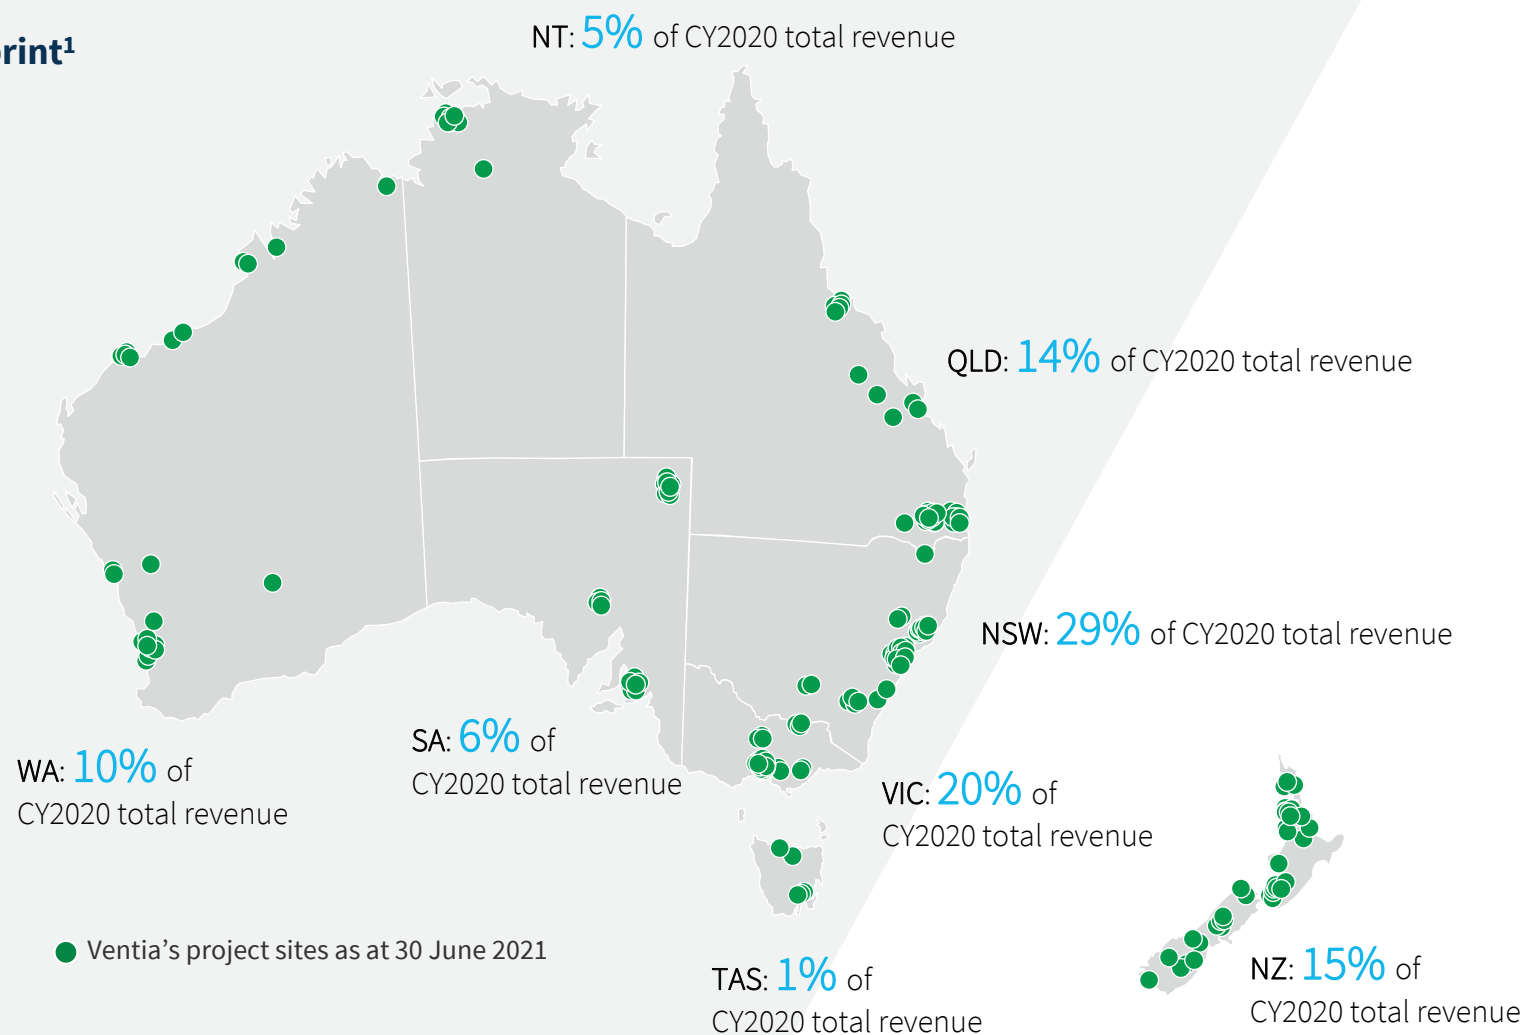 NT: 5% of CY2020 total revenue
rint¹
QLD: 14% of CY2020 total revenue
NSW: 29% of CY2020 total revenue
SA: 6% of
CY2020 total revenue
WA: 10% of
CY2020 total revenue
VIC: 20% of
CY2020 total revenue
Ventia’s project sites as at 30 June 2021
TAS: 1% of
CY2020 total revenue
NZ: 15% of
CY2020 total revenue